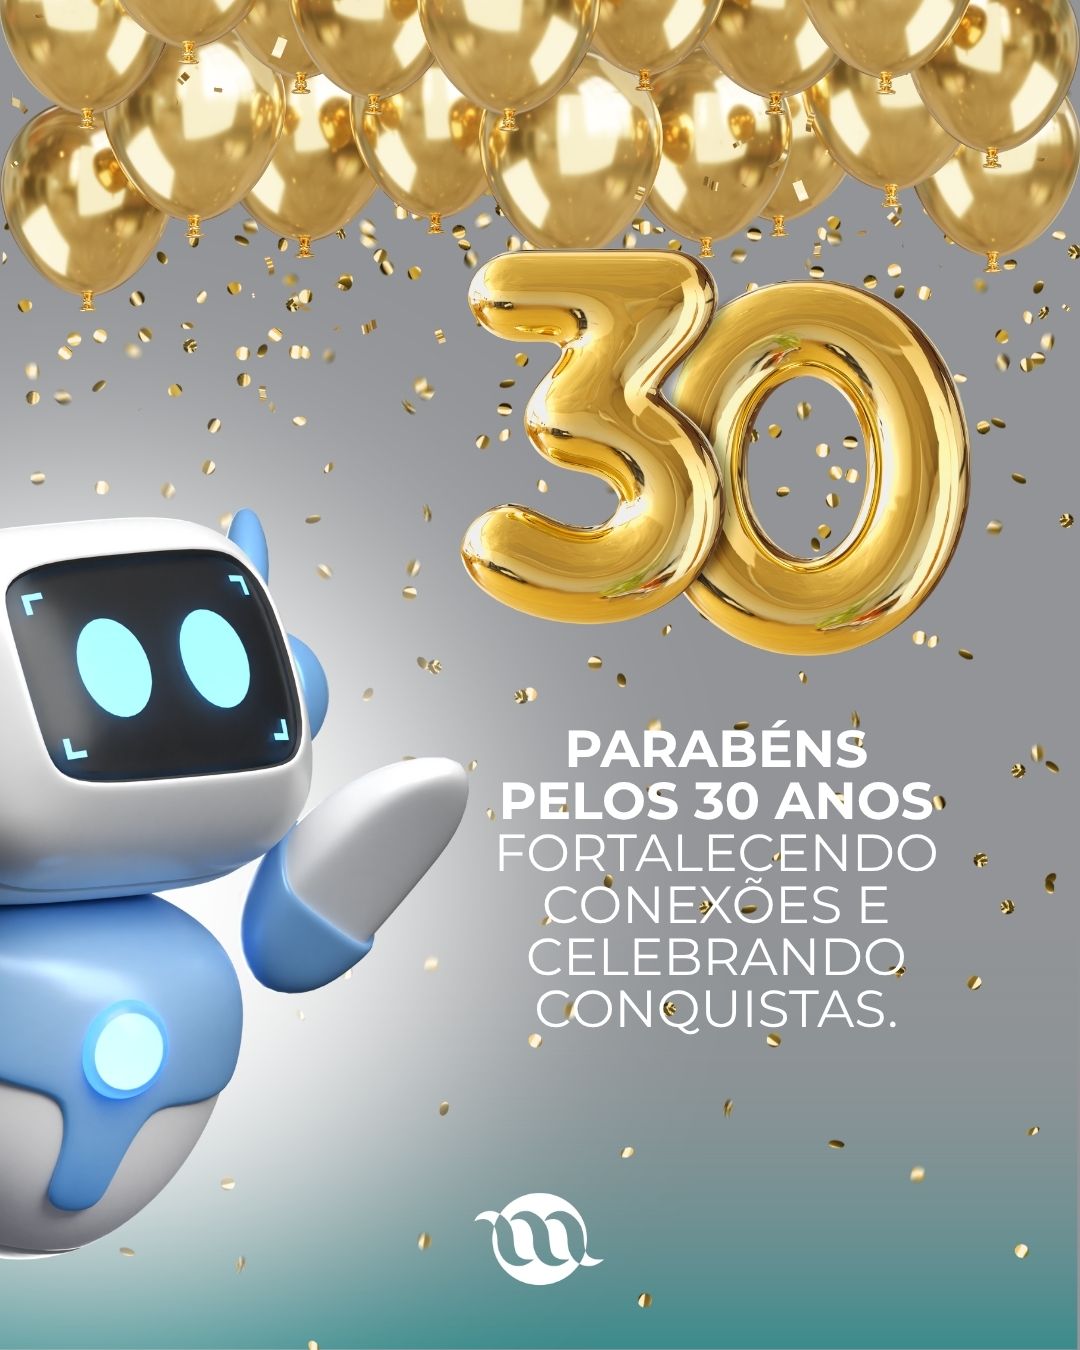 30
PARABÉNS
PELOS 30 ANOS
FORTALECENDO
CONEXÕES E
CELEBRANDO
CONQUISTAS.